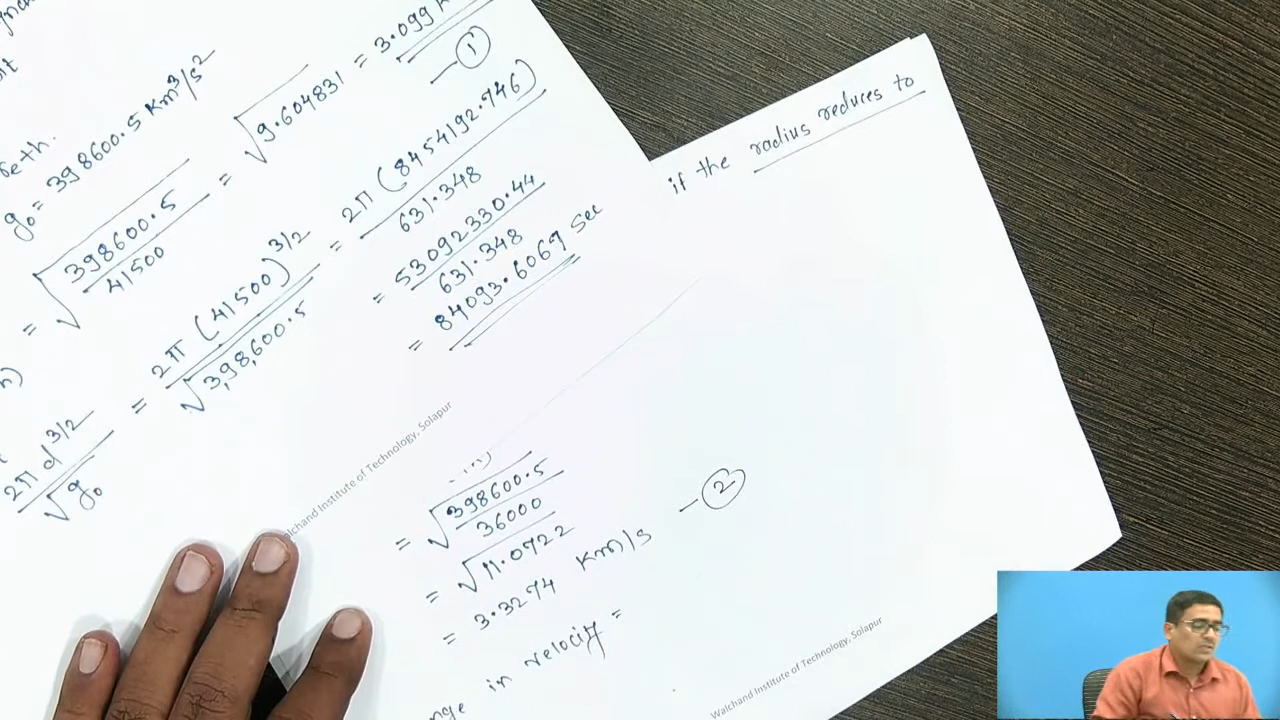 g₀ = 398600.5 Km³/s²
= √(398600.5 / 41500) = √9.604831 = 3.099
— ①
2π d^3/2 / √g₀ = 2π (41500)^3/2 / √3,98,600.5 = 2π (8454192.746) / 631.348
= 53092330.44 / 631.348
= 84093.6069 sec
Walchand Institute of Technology, Solapur
if the radius reduces to
= √(398600.5 / 36000)
= √11.0722
= 3.3274 Km/s — ②
in velocity =
Walchand Institute of Technology, Solapur